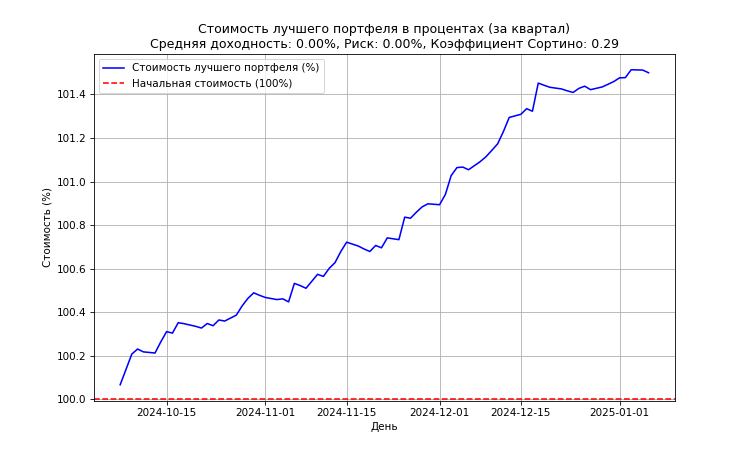 Стоимость лучшего портфеля в процентах (за квартал)
Средняя доходность: 0.00%, Риск: 0.00%, Коэффициент Сортино: 0.29
Стоимость лучшего портфеля (%)
Начальная стоимость (100%)
Стоимость (%)
101.4
101.2
101.0
100.8
100.6
100.4
100.2
100.0
2024-10-15
2024-11-01
2024-11-15
2024-12-01
2024-12-15
2025-01-01
День